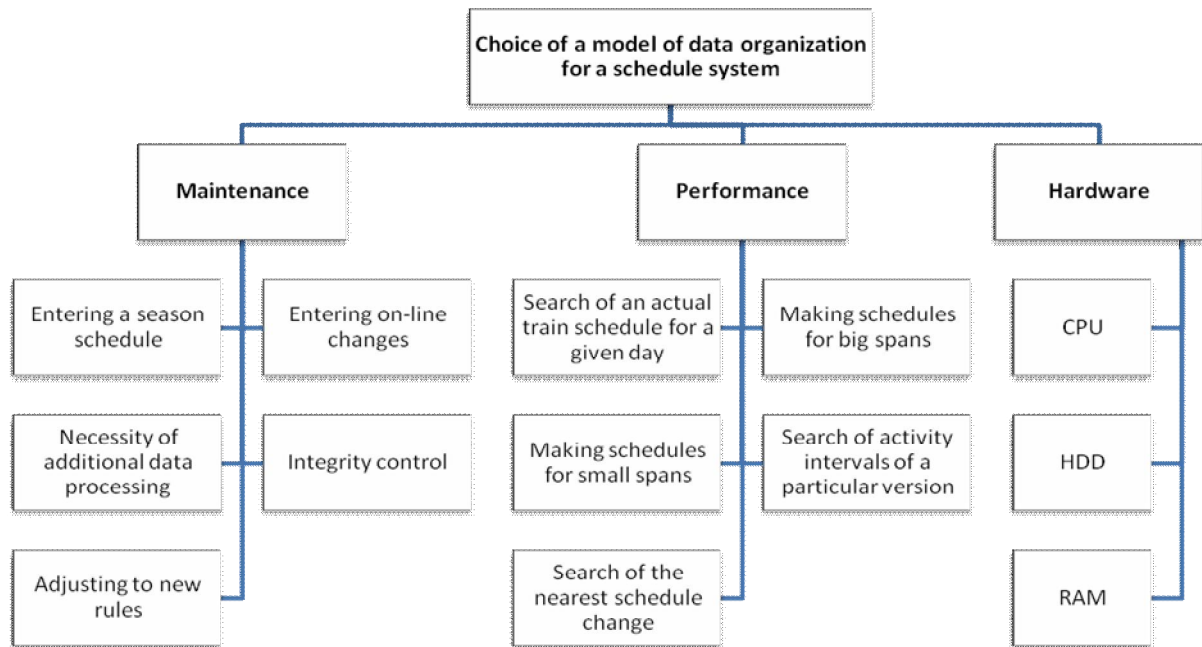 Choice of a model of data organization
for a schedule system
Maintenance
Performance
Hardware
Entering a season
schedule
Entering on-line
changes
Search of an actual
train schedule for a
given day
Making schedules
for big spans
CPU
Necessity of
additional data
processing
Integrity control
Making schedules
for small spans
Search of activity
intervals of a
particular version
HDD
Adjusting to new
rules
Search of the
nearest schedule
change
RAM